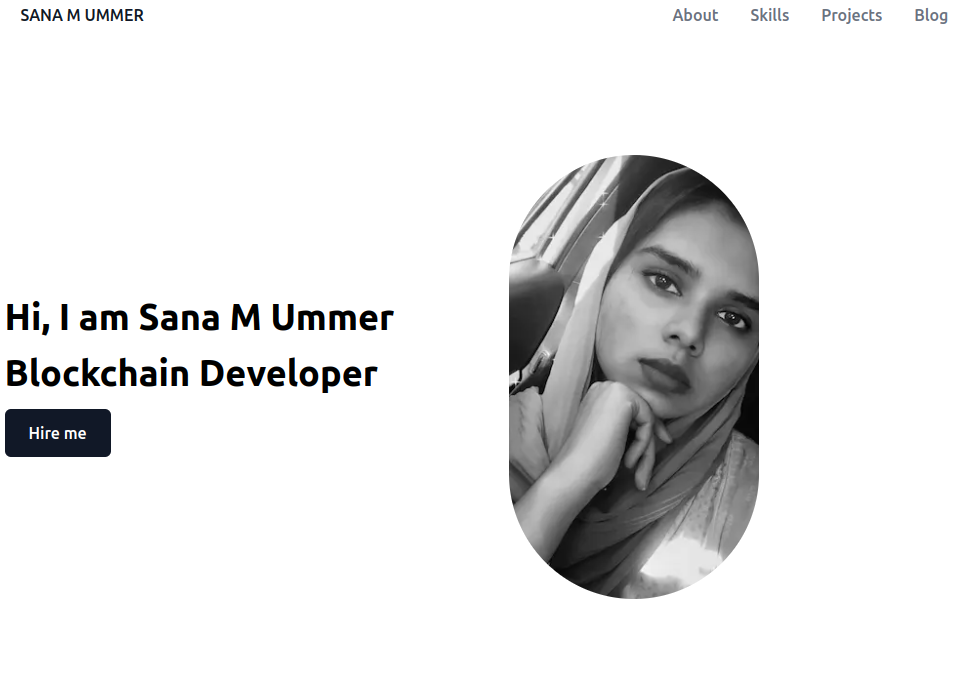 SANA M UMMER
About Skills Projects Blog
Hi, I am Sana M Ummer
Blockchain Developer
Hire me